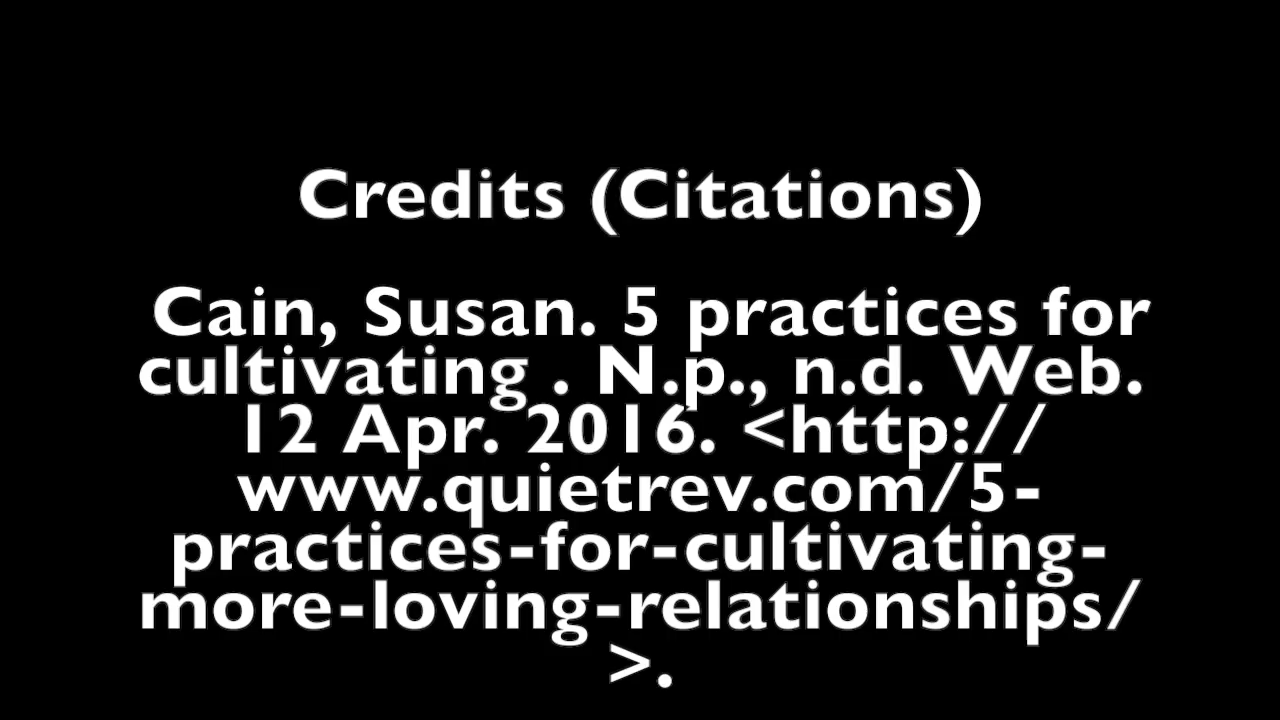 Credits (Citations)
Cain, Susan. 5 practices for
cultivating . N.p., n.d. Web.
12 Apr. 2016. <http://
www.quietrev.com/5-
practices-for-cultivating-
more-loving-relationships/
>.